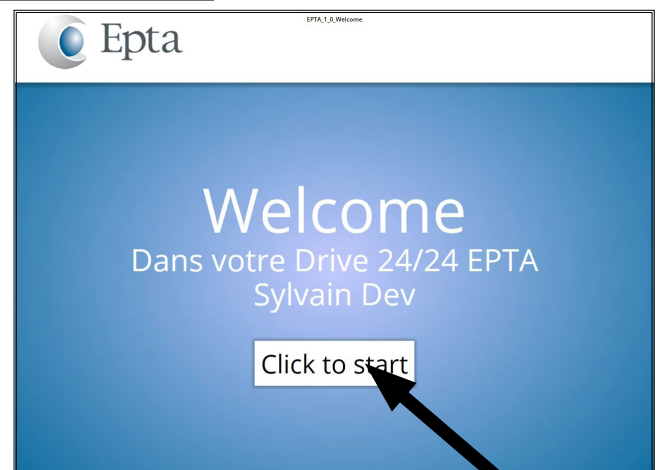 EPTA_1_0_Welcome
Epta
Welcome
Dans votre Drive 24/24 EPTA
Sylvain Dev
Click to start